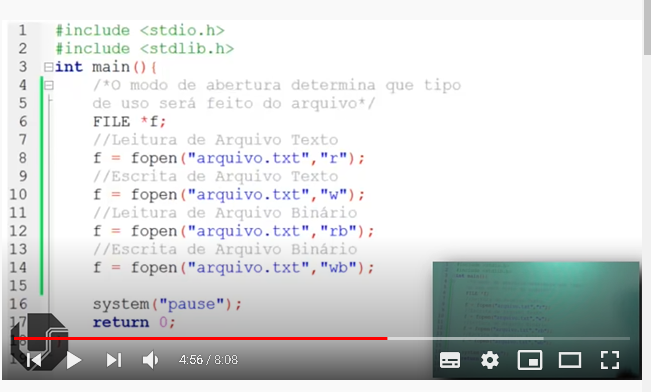 1 #include <stdio.h>
2 #include <stdlib.h>
3 int main(){
4 /*O modo de abertura determina que tipo
5 de uso será feito do arquivo*/
6 FILE *f;
7 //Leitura de Arquivo Texto
8 f = fopen("arquivo.txt","r");
9 //Escrita de Arquivo Texto
10 f = fopen("arquivo.txt","w");
11 //Leitura de Arquivo Binário
12 f = fopen("arquivo.txt","rb");
13 //Escrita de Arquivo Binário
14 f = fopen("arquivo.txt","wb");
15
16 system("pause");
17 return 0;
4:56 / 8:08